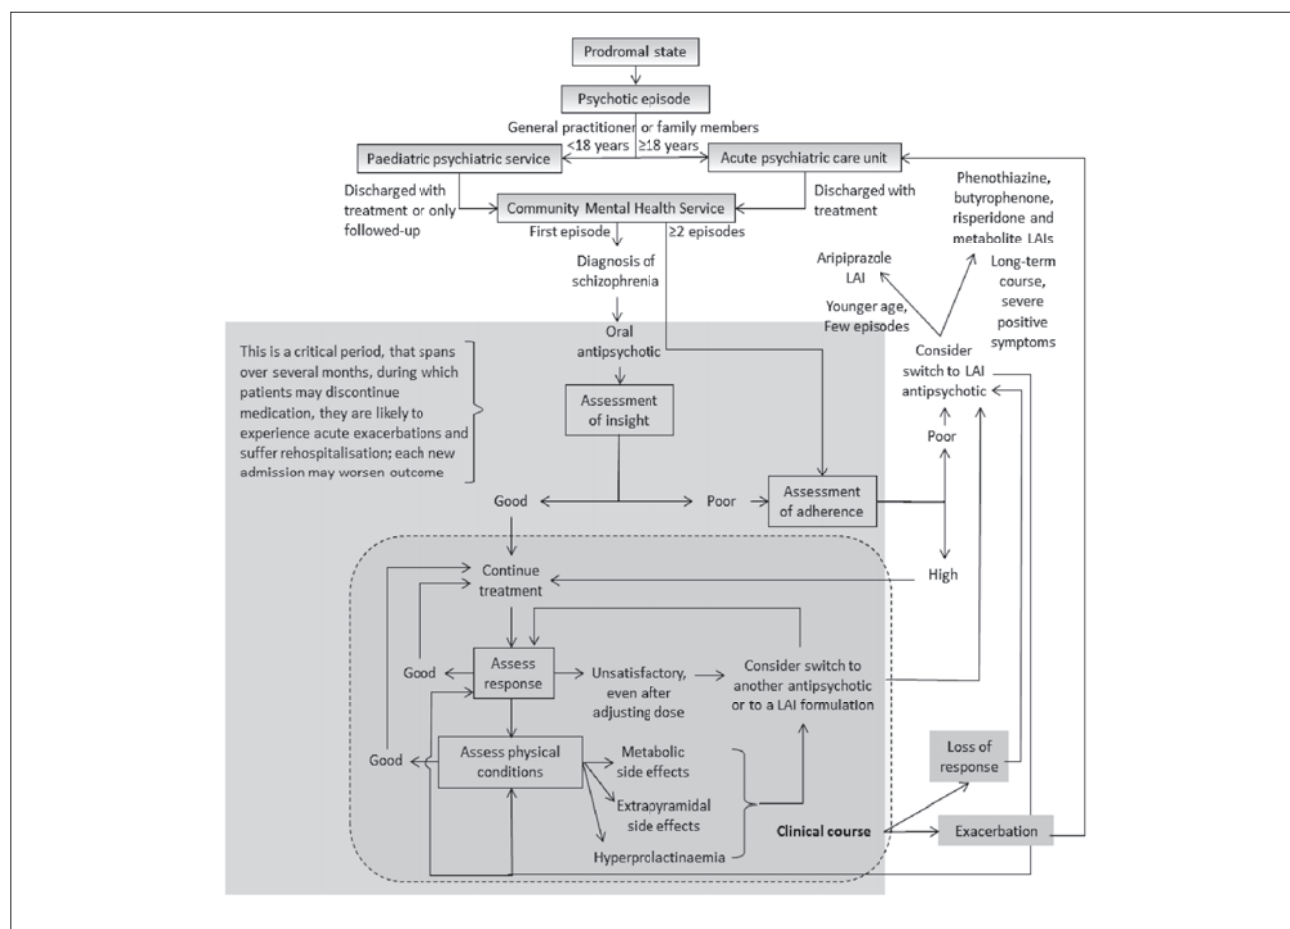 Prodromal state
Psychotic episode
General practitioner or family members
<18 years
≥18 years
Paediatric psychiatric service
Acute psychiatric care unit
Discharged with
treatment or only
followed-up
Community Mental Health Service
Discharged with
treatment
First episode
≥2 episodes
Diagnosis of
schizophrenia
Phenothiazine,
butyrophenone,
risperidone and
metabolite LAIs
Aripiprazole
LAI
Younger age,
Few episodes
Long-term
course,
severe
positive
symptoms
Consider
switch to LAI
antipsychotic
This is a critical period, that spans
over several months, during which
patients may discontinue
medication, they are likely to
experience acute exacerbations and
suffer rehospitalisation; each new
admission may worsen outcome
Oral
antipsychotic
Assessment
of insight
Good
Poor
Assessment
of adherence
Poor
High
Continue
treatment
Good
Assess
response
Unsatisfactory,
even after
adjusting dose
Consider switch to
another antipsychotic
or to a LAI formulation
Good
Assess physical
conditions
Metabolic
side effects
Extrapyramidal
side effects
Hyperprolactinaemia
Clinical course
Loss of
response
Exacerbation